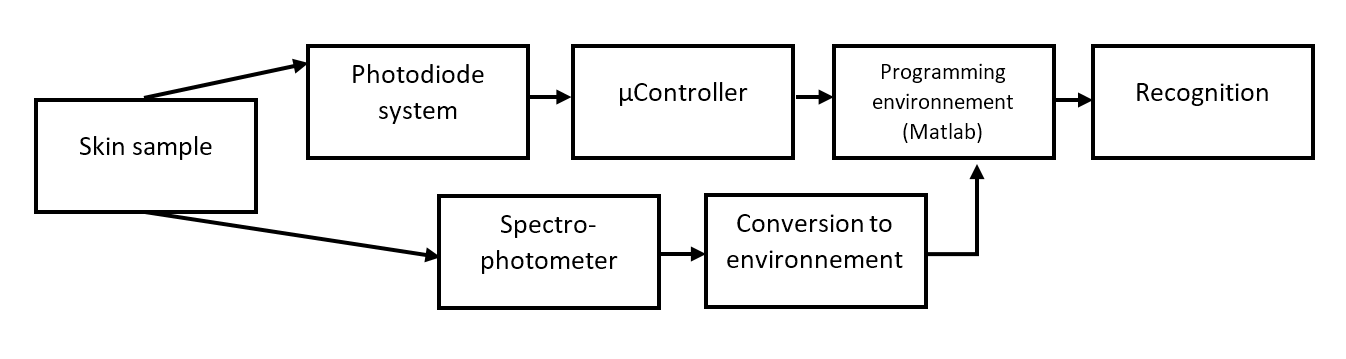 Skin sample
Photodiode
system
µController
Programming
environnement
(Matlab)
Recognition
Spectro-
photometer
Conversion to
environnement